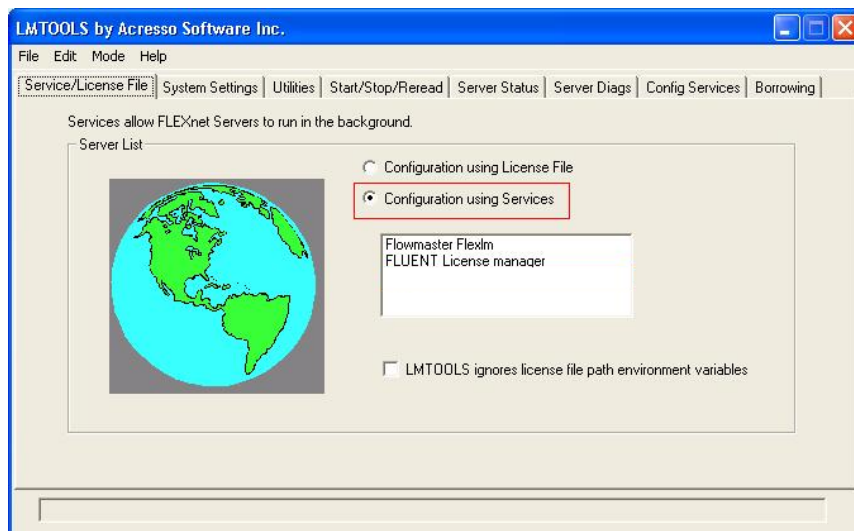 LMTOOLS by Acresso Software Inc.
File Edit Mode Help
Service/License File System Settings Utilities Start/Stop/Reread Server Status Server Diags Config Services Borrowing
Services allow FLEXnet Servers to run in the background.
Server List
Configuration using License File
Configuration using Services
Flowmaster Flexlm
FLUENT License manager
LMTOOLS ignores license file path environment variables